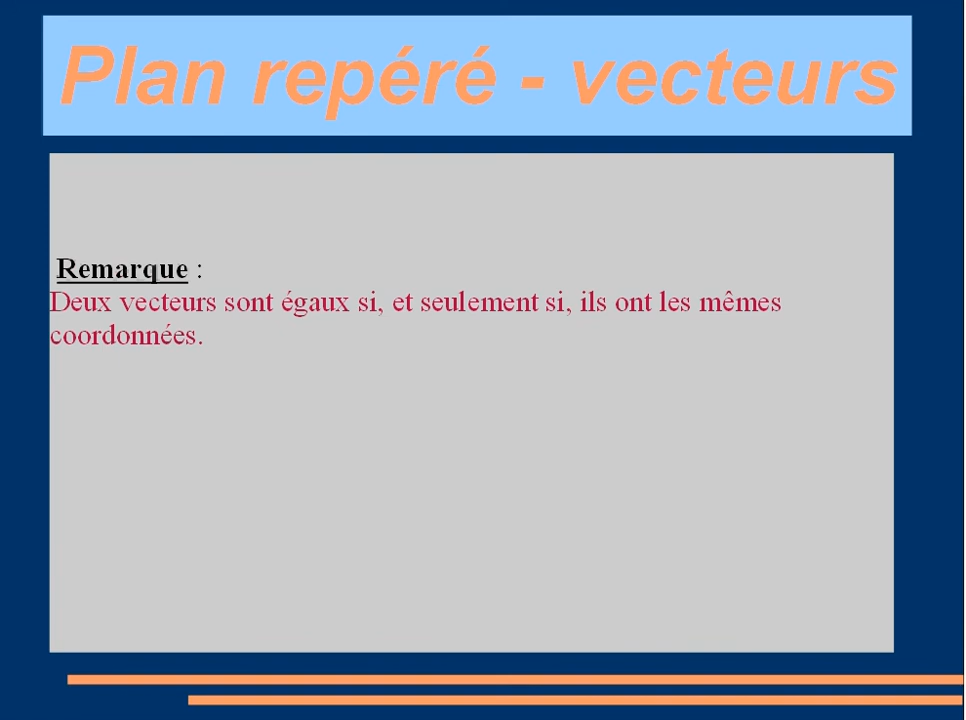 Plan repéré - vecteurs
Remarque :
Deux vecteurs sont égaux si, et seulement si, ils ont les mêmes
coordonnées.